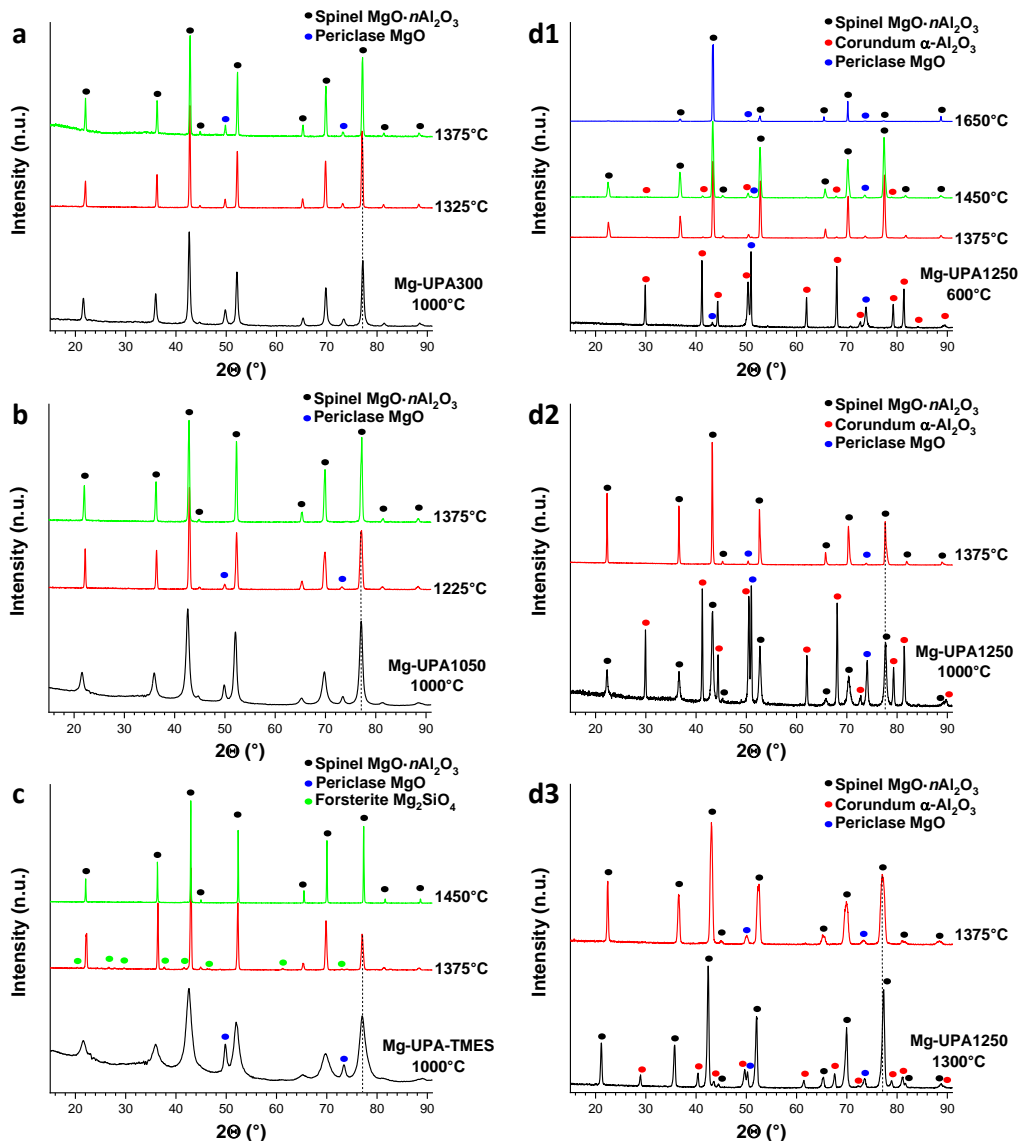 a
Spinel MgO·nAl2O3
Periclase MgO
1375°C
1325°C
Mg-UPA300
1000°C
Intensity (n.u.)
20 30 40 50 60 70 80 90
2Θ (°)
d1
Spinel MgO·nAl2O3
Corundum α-Al2O3
Periclase MgO
1650°C
1450°C
1375°C
Mg-UPA1250
600°C
Intensity (n.u.)
20 30 40 50 60 70 80 90
2Θ (°)
b
Spinel MgO·nAl2O3
Periclase MgO
1375°C
1225°C
Mg-UPA1050
1000°C
Intensity (n.u.)
20 30 40 50 60 70 80 90
2Θ (°)
d2
Spinel MgO·nAl2O3
Corundum α-Al2O3
Periclase MgO
1375°C
Mg-UPA1250
1000°C
Intensity (n.u.)
20 30 40 50 60 70 80 90
2Θ (°)
c
Spinel MgO·nAl2O3
Periclase MgO
Forsterite Mg2SiO4
1450°C
1375°C
Mg-UPA-TMES
1000°C
Intensity (n.u.)
20 30 40 50 60 70 80 90
2Θ (°)
d3
Spinel MgO·nAl2O3
Corundum α-Al2O3
Periclase MgO
1375°C
Mg-UPA1250
1300°C
Intensity (n.u.)
20 30 40 50 60 70 80 90
2Θ (°)